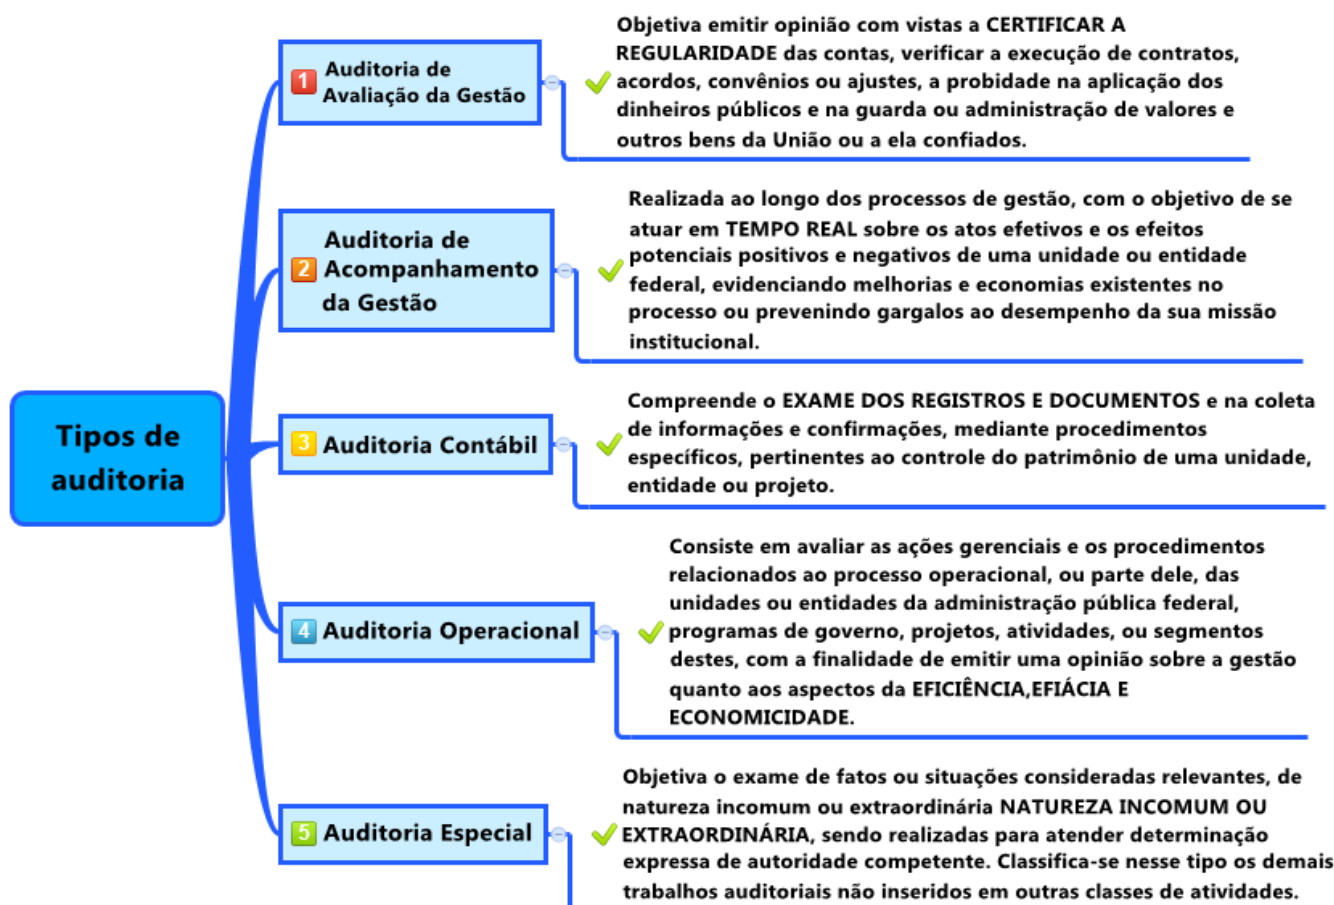 Tipos de
auditoria
1
Auditoria de
Avaliação da Gestão
Objetiva emitir opinião com vistas a CERTIFICAR A
REGULARIDADE das contas, verificar a execução de contratos,
acordos, convênios ou ajustes, a probidade na aplicação dos
dinheiros públicos e na guarda ou administração de valores e
outros bens da União ou a ela confiados.
2
Auditoria de
Acompanhamento
da Gestão
Realizada ao longo dos processos de gestão, com o objetivo de se
atuar em TEMPO REAL sobre os atos efetivos e os efeitos
potenciais positivos e negativos de uma unidade ou entidade
federal, evidenciando melhorias e economias existentes no
processo ou prevenindo gargalos ao desempenho da sua missão
institucional.
3
Auditoria Contábil
Compreende o EXAME DOS REGISTROS E DOCUMENTOS e na coleta
de informações e confirmações, mediante procedimentos
específicos, pertinentes ao controle do patrimônio de uma unidade,
entidade ou projeto.
4
Auditoria Operacional
Consiste em avaliar as ações gerenciais e os procedimentos
relacionados ao processo operacional, ou parte dele, das
unidades ou entidades da administração pública federal,
programas de governo, projetos, atividades, ou segmentos
destes, com a finalidade de emitir uma opinião sobre a gestão
quanto aos aspectos da EFICIÊNCIA,EFIÁCIA E
ECONOMICIDADE.
5
Auditoria Especial
Objetiva o exame de fatos ou situações consideradas relevantes, de
natureza incomum ou extraordinária NATUREZA INCOMUM OU
EXTRAORDINÁRIA, sendo realizadas para atender determinação
expressa de autoridade competente. Classifica-se nesse tipo os demais
trabalhos auditoriais não inseridos em outras classes de atividades.